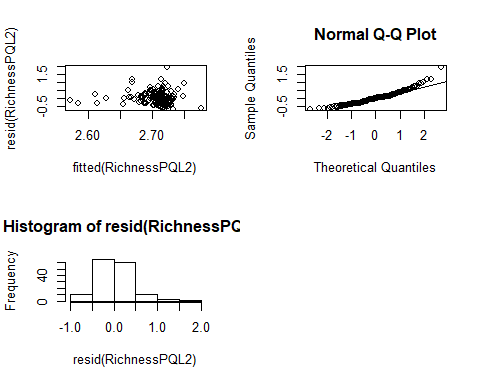 resid(RichnessPQL2)
-0.5 1.5
2.60 2.70
fitted(RichnessPQL2)
Normal Q-Q Plot
Sample Quantiles
-0.5 1.5
-2 -1 0 1 2
Theoretical Quantiles
Histogram of resid(RichnessPQ
Frequency
0 40
-1.0 0.0 1.0 2.0
resid(RichnessPQL2)